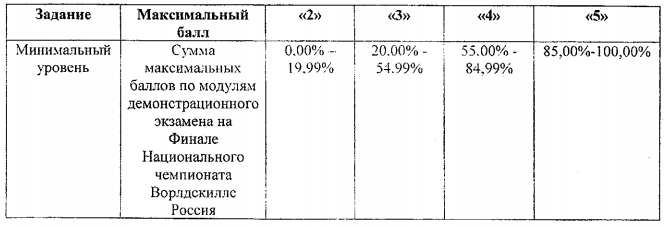 Задание Максимальный балл «2» «3» «4» «5»
Минимальный уровень
Сумма
максимальных
баллов по модулям
демонстрационного
экзамена на
Финале
Национального
чемпионата
Ворлдскиллс
Россия
0.00% -
19,99%
20.00% -
54.99%
55.00% -
84,99%
85,00%-100,00%